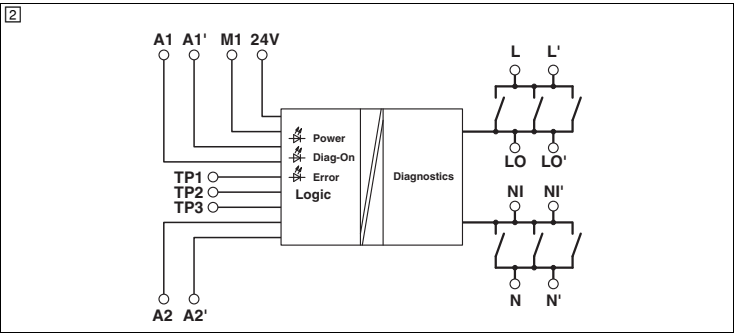 2
A1 A1' M1 24V
L L'
Power
Diag-On
Error
Logic
TP1
TP2
TP3
Diagnostics
LO LO'
NI NI'
N N'
A2 A2'